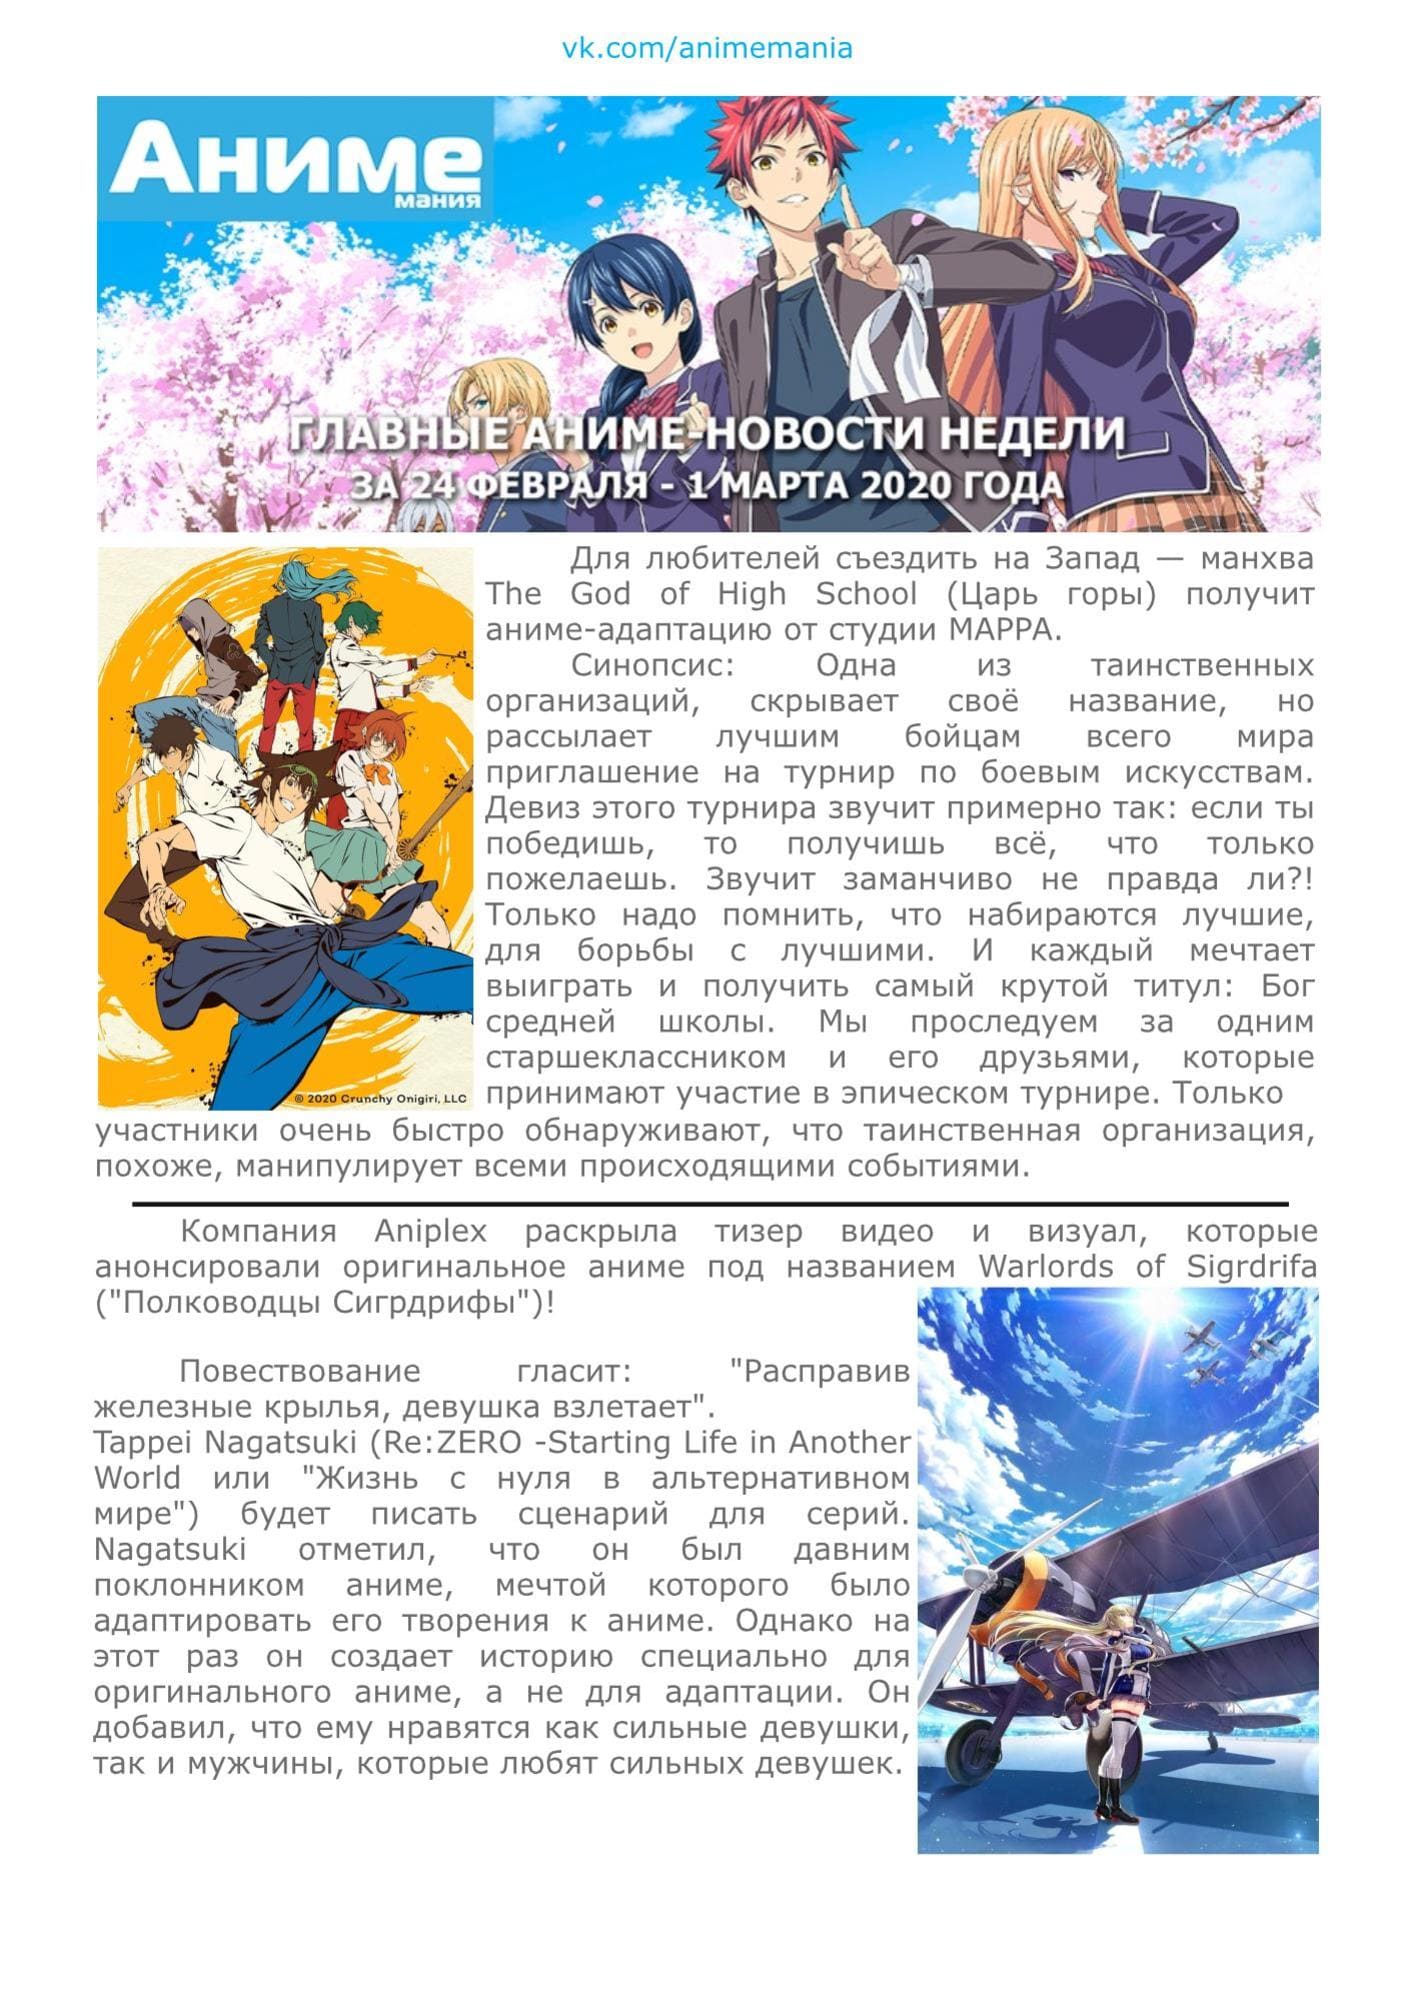 vk.com/animemania
Аниме
мания
ГЛАВНЫЕ АНИМЕ-НОВОСТИ НЕДЕЛИ
ЗА 24 ФЕВРАЛЯ - 1 МАРТА 2020 ГОДА
Для любителей съездить на Запад — манхва
The God of High School (Царь горы) получит
аниме-адаптацию от студии MAPPA.
Синопсис: Одна из таинственных
организаций, скрывает своё название, но
рассылает лучшим бойцам всего мира
приглашение на турнир по боевым искусствам.
Девиз этого турнира звучит примерно так: если ты
победишь, то получишь всё, что только
пожелаешь. Звучит заманчиво не правда ли?!
Только надо помнить, что набираются лучшие,
для борьбы с лучшими. И каждый мечтает
выиграть и получить самый крутой титул: Бог
средней школы. Мы проследуем за одним
старшеклассником и его друзьями, которые
принимают участие в эпическом турнире. Только
© 2020 Crunchy Onigiri, LLC
участники очень быстро обнаруживают, что таинственная организация,
похоже, манипулирует всеми происходящими событиями.
Компания Aniplex раскрыла тизер видео и визуал, которые
анонсировали оригинальное аниме под названием Warlords of Sigrdrifa
("Полководцы Сигрдрифы")!
Повествование гласит: "Расправив
железные крылья, девушка взлетает".
Tappei Nagatsuki (Re:ZERO -Starting Life in Another
World или "Жизнь с нуля в альтернативном
мире") будет писать сценарий для серий.
Nagatsuki отметил, что он был давним
поклонником аниме, мечтой которого было
адаптировать его творения к аниме. Однако на
этот раз он создает историю специально для
оригинального аниме, а не для адаптации. Он
добавил, что ему нравятся как сильные девушки,
так и мужчины, которые любят сильных девушек.